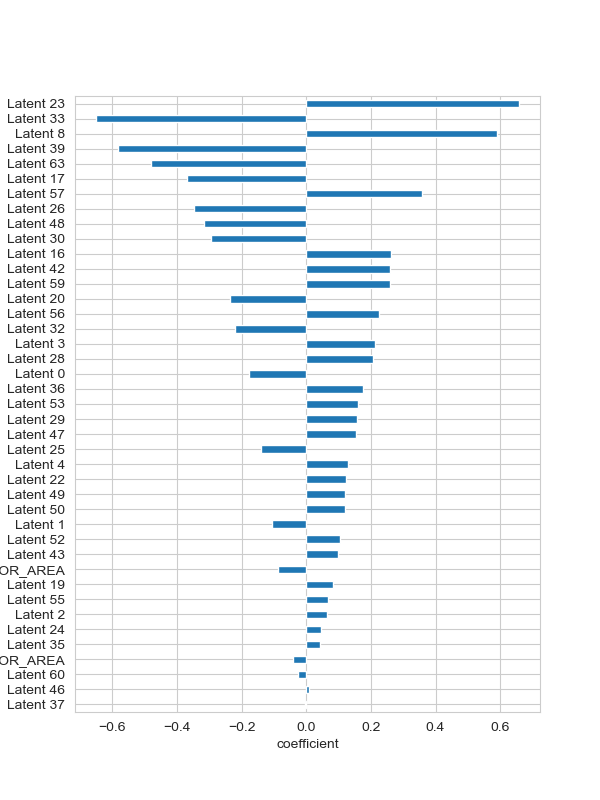 Latent 23
Latent 33
Latent 8
Latent 39
Latent 63
Latent 17
Latent 57
Latent 26
Latent 48
Latent 30
Latent 16
Latent 42
Latent 59
Latent 20
Latent 56
Latent 32
Latent 3
Latent 28
Latent 0
Latent 36
Latent 53
Latent 29
Latent 47
Latent 25
Latent 4
Latent 22
Latent 49
Latent 50
Latent 1
Latent 52
Latent 43
OR_AREA
Latent 19
Latent 55
Latent 2
Latent 24
Latent 35
OR_AREA
Latent 60
Latent 46
Latent 37
−0.6 −0.4 −0.2 0.0 0.2 0.4 0.6
coefficient